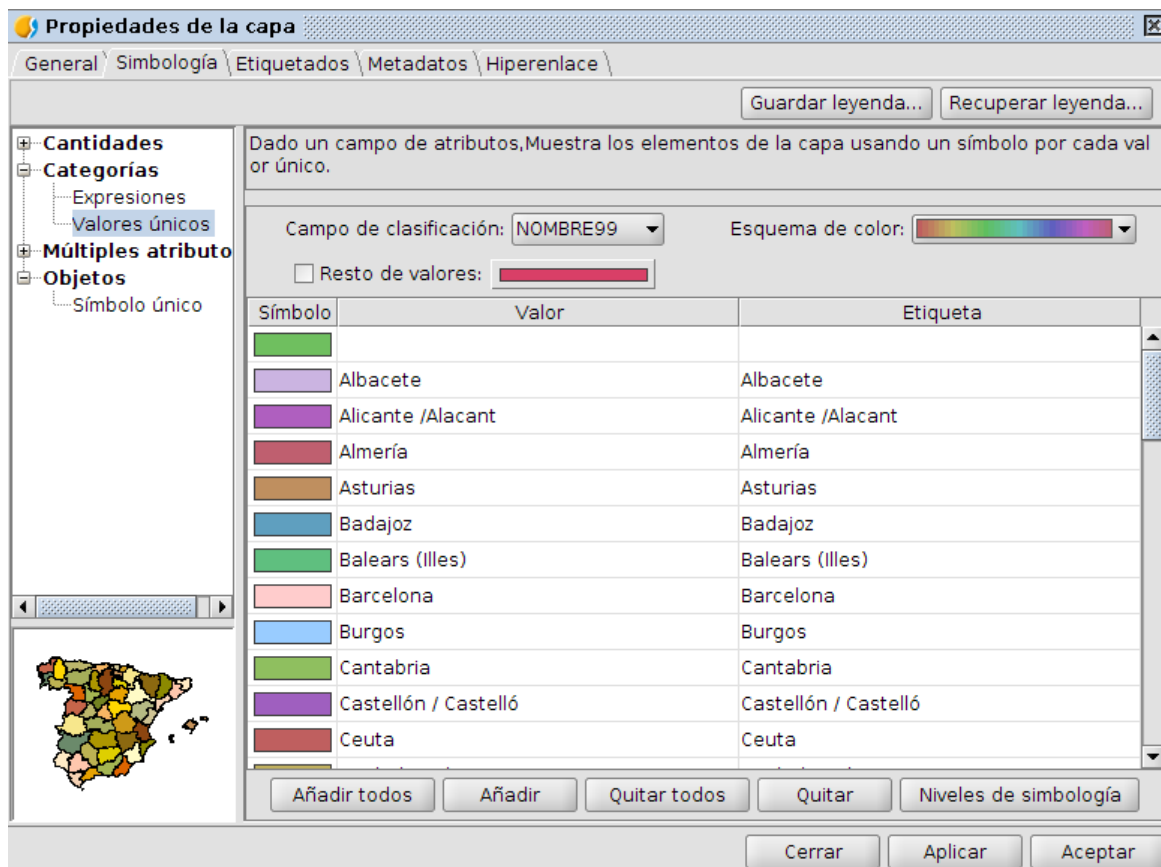 Propiedades de la capa
General Simbología Etiquetados Metadatos Hiperenlace
Guardar leyenda... Recuperar leyenda...
Cantidades
Categorías
Expresiones
Valores únicos
Múltiples atributo
Objetos
Símbolo único
Dado un campo de atributos,Muestra los elementos de la capa usando un símbolo por cada val
or único.
Campo de clasificación: NOMBRE99 Esquema de color:
Resto de valores:
Símbolo Valor Etiqueta
Albacete Albacete
Alicante /Alacant Alicante /Alacant
Almería Almería
Asturias Asturias
Badajoz Badajoz
Balears (Illes) Balears (Illes)
Barcelona Barcelona
Burgos Burgos
Cantabria Cantabria
Castellón / Castelló Castellón / Castelló
Ceuta Ceuta
Añadir todos Añadir Quitar todos Quitar Niveles de simbología
Cerrar Aplicar Aceptar